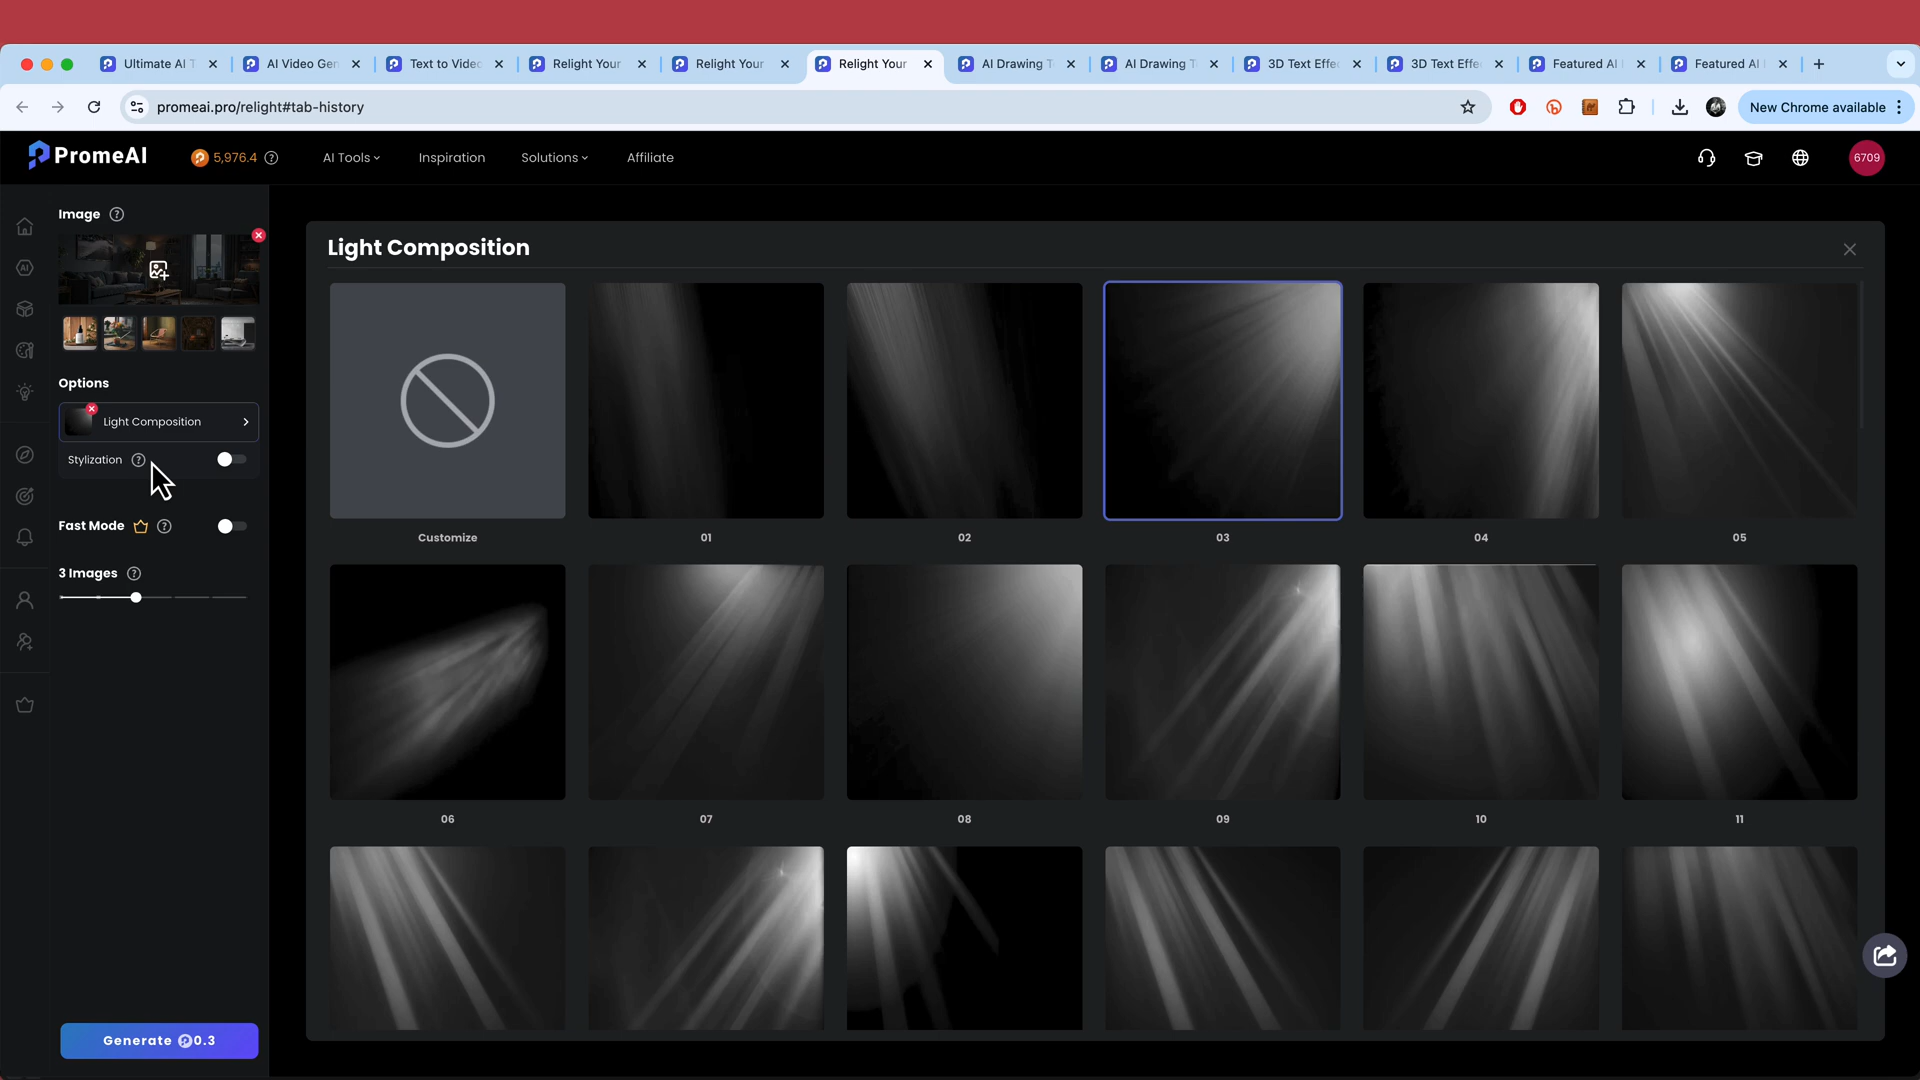 Ultimate AI T
AI Video Gen
Text to Video
Relight Your
Relight Your
Relight Your
AI Drawing T
AI Drawing T
3D Text Effe
3D Text Effe
Featured AI
Featured AI
promeai.pro/relight#tab-history
New Chrome available
PromeAI
5,976.4
AI Tools
Inspiration
Solutions
Affiliate
6709
Image
Options
Light Composition
Stylization
Fast Mode
3 Images
Generate 0.3
Light Composition
Customize
01
02
03
04
05
06
07
08
09
10
11